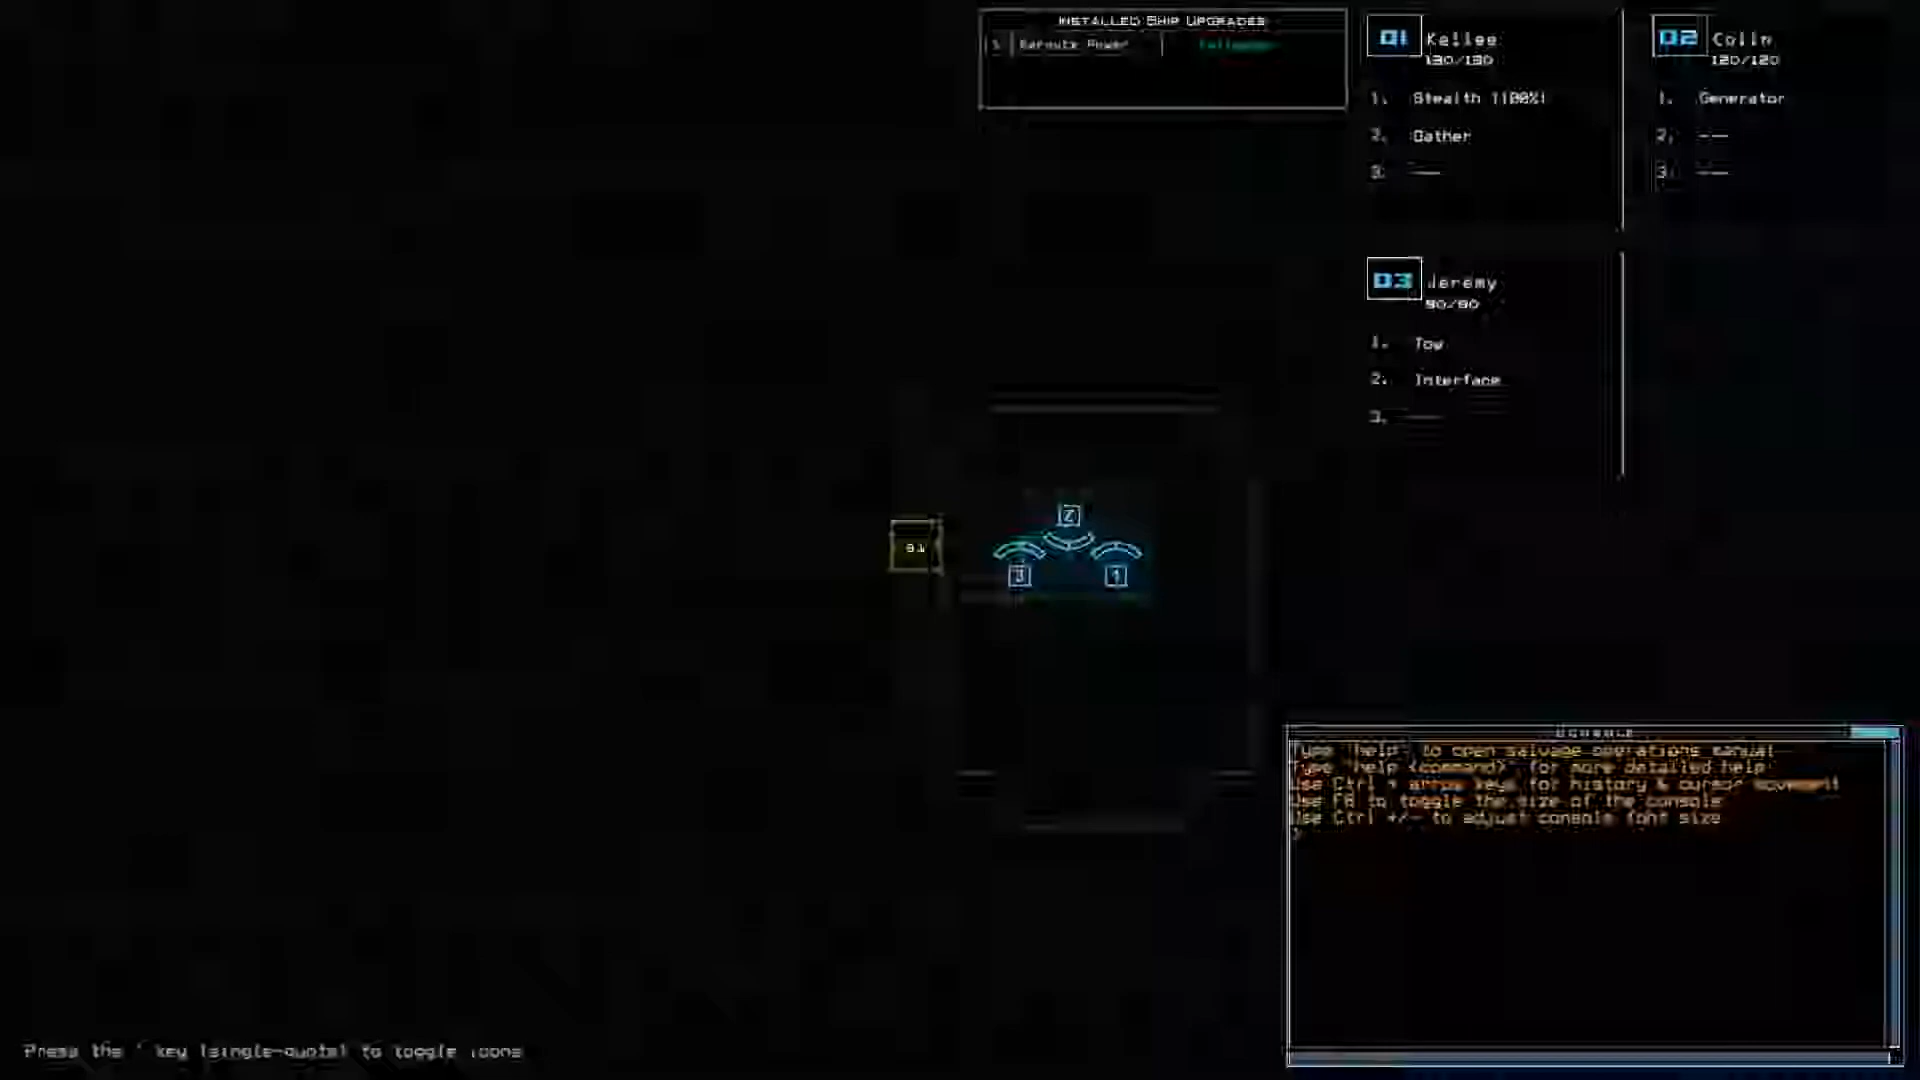 INSTALLED SHIP UPGRADES
Reroute Power
01 Kallee
130/130
1. Stealth [100%]
2. Gather
3. ----
02 Colin
120/120
1. Generator
2. ----
3. ----
03 Jeremy
90/90
1. Tow
2. Interface
3. ----
2
3
1
CONSOLE
Type 'help' to open salvage operations manual
Type 'help <command>' for more detailed help
Use Ctrl + arrow keys for history & cursor movement
Use to toggle the size of the console
Use Ctrl +/- to adjust console font size
>
Press the ' key (single-quote) to toggle icons